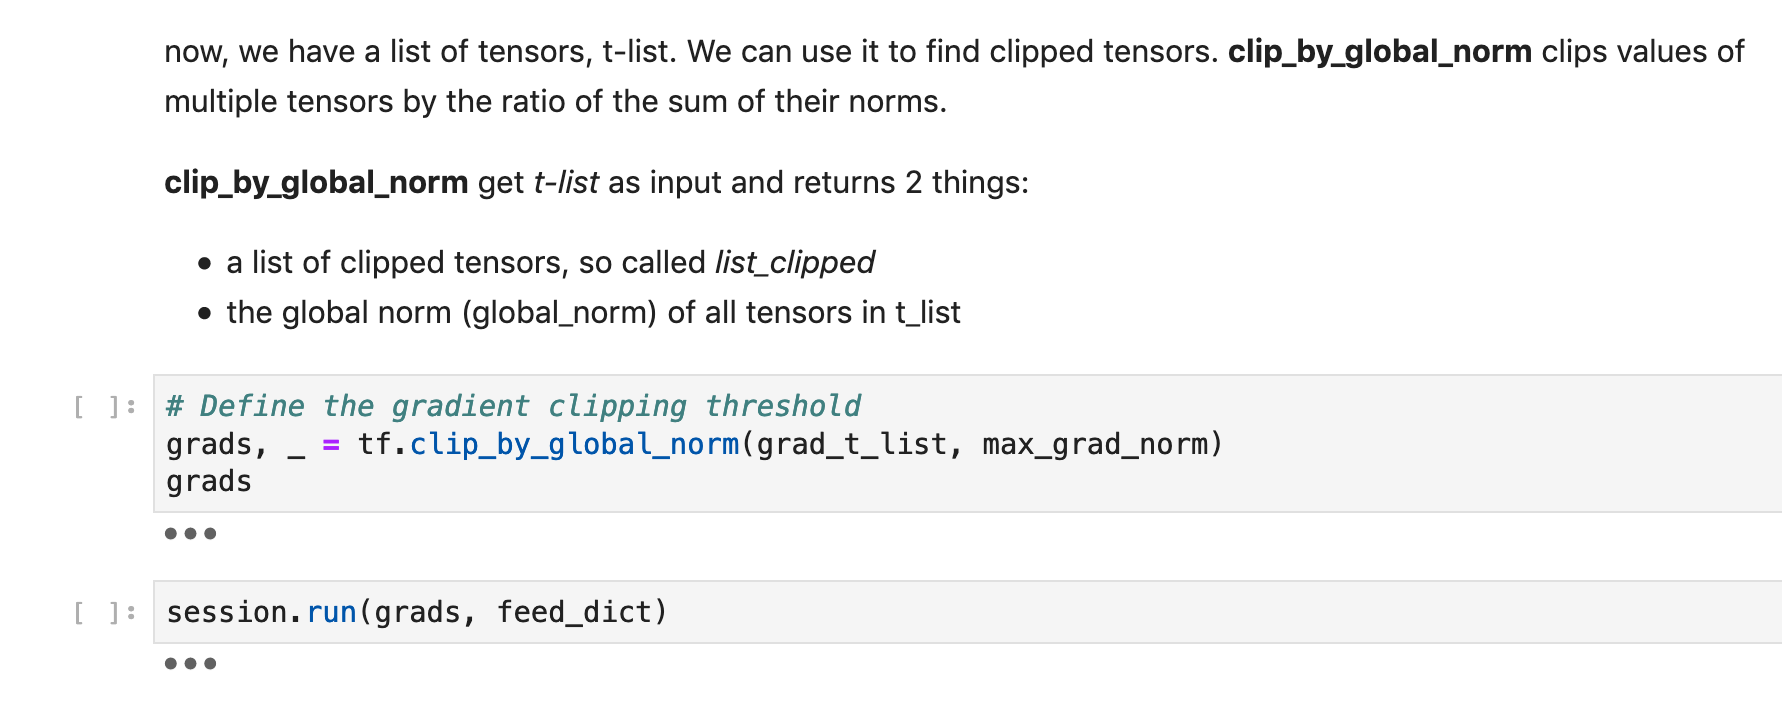 now, we have a list of tensors, t-list. We can use it to find clipped tensors. clip_by_global_norm clips values of
multiple tensors by the ratio of the sum of their norms.
clip_by_global_norm get t-list as input and returns 2 things:
• a list of clipped tensors, so called list_clipped
• the global norm (global_norm) of all tensors in t_list
[ ]: # Define the gradient clipping threshold
grads, _ = tf.clip_by_global_norm(grad_t_list, max_grad_norm)
grads
•••
[ ]: session.run(grads, feed_dict)
•••